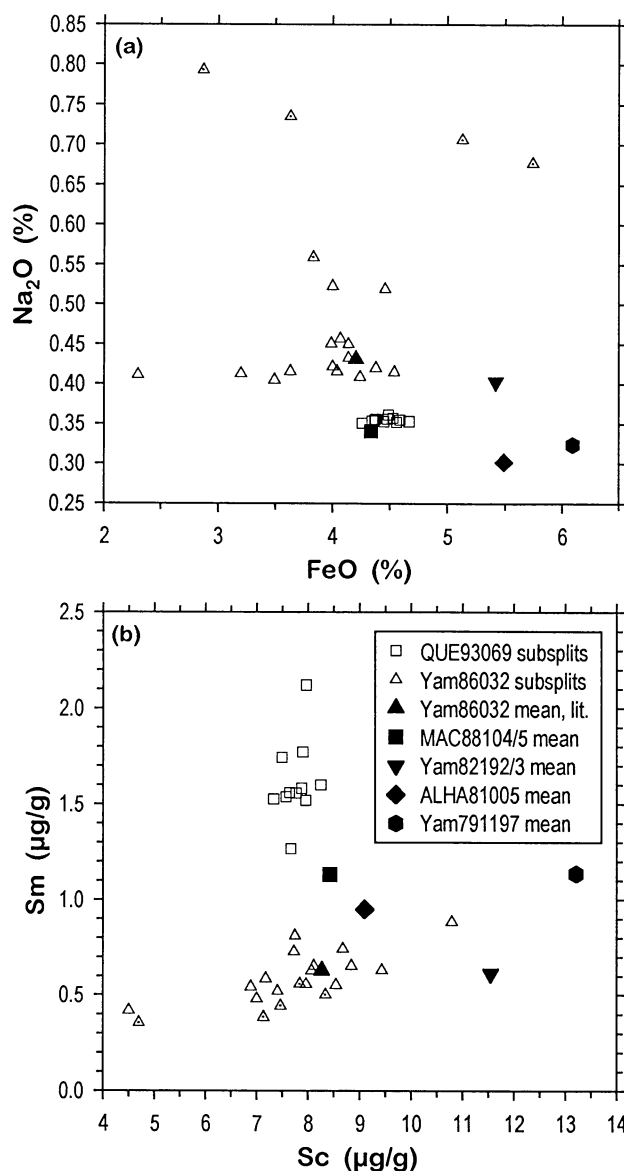 (a)
0.85
0.80
0.75
0.70
0.65
0.60
0.55
0.50
0.45
0.40
0.35
0.30
0.25
Na₂O (%)
2 3 4 5 6
FeO (%)
(b)
2.5
2.0
1.5
1.0
0.5
0.0
Sm (µg/g)
QUE93069 subsplits
Yam86032 subsplits
Yam86032 mean, lit.
MAC88104/5 mean
Yam82192/3 mean
ALHA81005 mean
Yam791197 mean
4 5 6 7 8 9 10 11 12 13 14
Sc (µg/g)